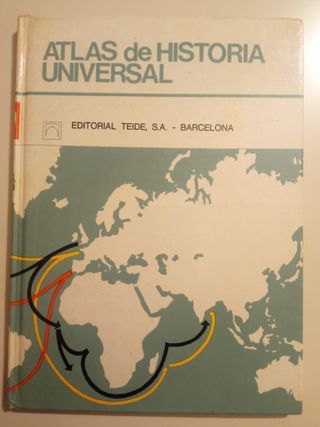 ATLAS de HISTORIA
UNIVERSAL
EDITORIAL TEIDE, S.A. - BARCELONA